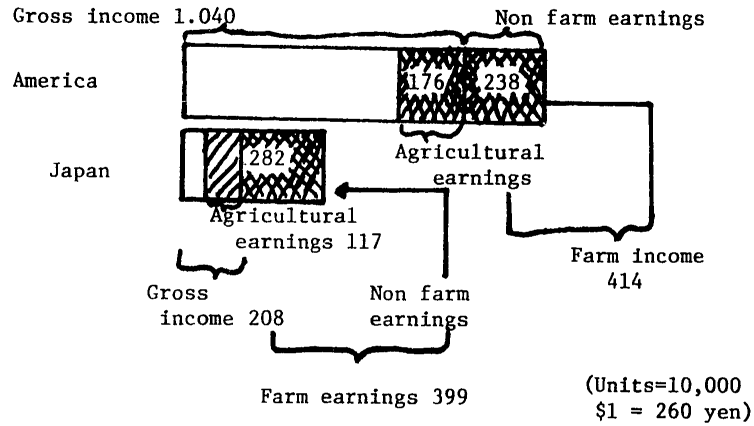 Gross income 1.040
Non farm earnings
America
176
238
Agricultural
earnings
Japan
282
Agricultural
earnings 117
Farm income
414
Gross
income 208
Non farm
earnings
Farm earnings 399
(Units=10,000
$1 = 260 yen)